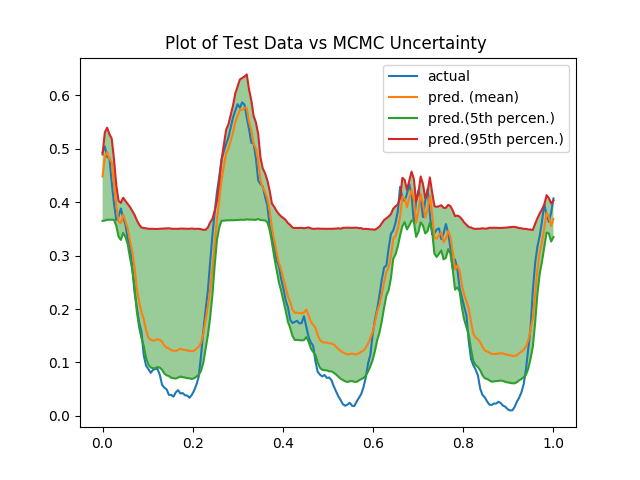 Plot of Test Data vs MCMC Uncertainty
actual
pred. (mean)
pred.(5th percen.)
pred.(95th percen.)
0.6
0.5
0.4
0.3
0.2
0.1
0.0
0.0 0.2 0.4 0.6 0.8 1.0